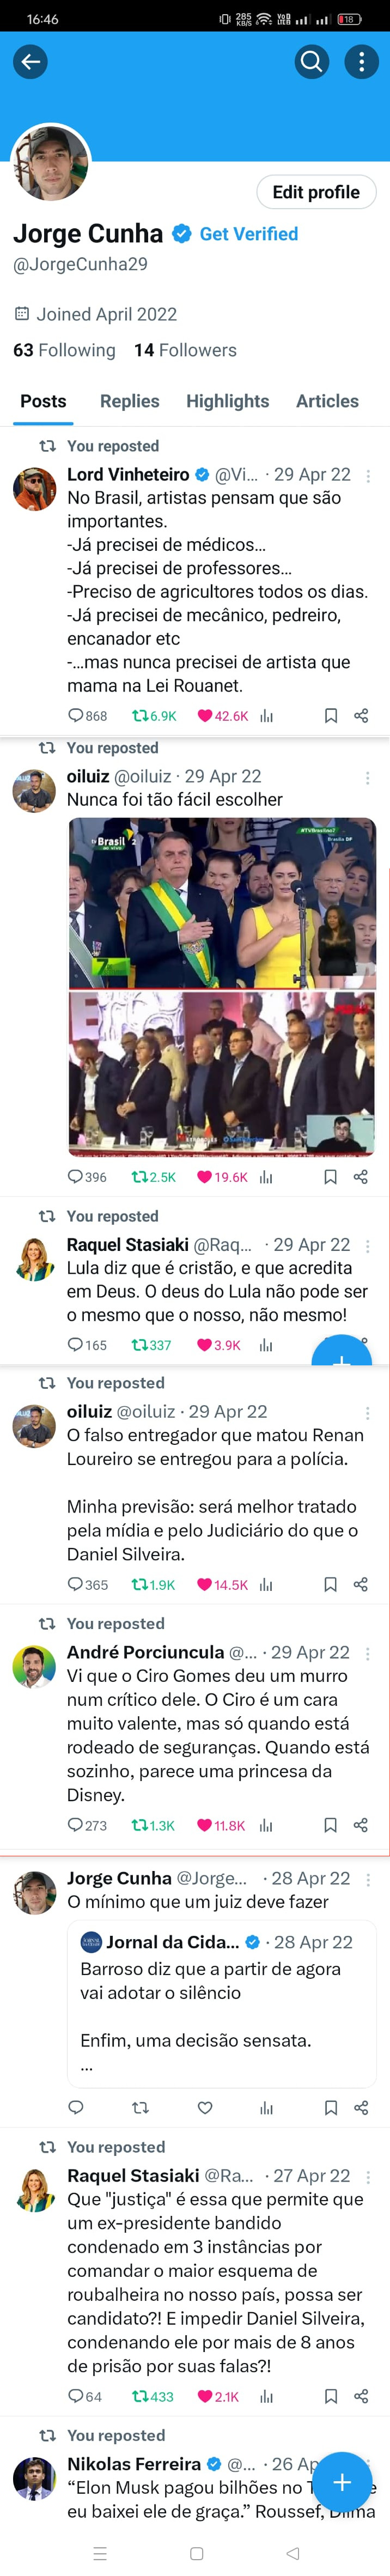 16:46
285 KB/S
18
Edit profile
Jorge Cunha Get Verified
@JorgeCunha29
Joined April 2022
63 Following 14 Followers
Posts Replies Highlights Articles
You reposted
Lord Vinheteiro @Vi... · 29 Apr 22
No Brasil, artistas pensam que são
importantes.
-Já precisei de médicos...
-Já precisei de professores...
-Preciso de agricultores todos os dias.
-Já precisei de mecânico, pedreiro,
encanador etc
-...mas nunca precisei de artista que
mama na Lei Rouanet.
868 6.9K 42.6K
You reposted
oiluiz @oiluiz · 29 Apr 22
Nunca foi tão fácil escolher
Brasil 2
#TVBrasilno7
Brasília DF
7
396 2.5K 19.6K
You reposted
Raquel Stasiaki @Raq... · 29 Apr 22
Lula diz que é cristão, e que acredita
em Deus. O deus do Lula não pode ser
o mesmo que o nosso, não mesmo!
165 337 3.9K
You reposted
oiluiz @oiluiz · 29 Apr 22
O falso entregador que matou Renan
Loureiro se entregou para a polícia.
Minha previsão: será melhor tratado
pela mídia e pelo Judiciário do que o
Daniel Silveira.
365 1.9K 14.5K
You reposted
André Porciuncula @... · 29 Apr 22
Vi que o Ciro Gomes deu um murro
num crítico dele. O Ciro é um cara
muito valente, mas só quando está
rodeado de seguranças. Quando está
sozinho, parece uma princesa da
Disney.
273 1.3K 11.8K
Jorge Cunha @Jorge... · 28 Apr 22
O mínimo que um juiz deve fazer
Jornal da Cida... · 28 Apr 22
Barroso diz que a partir de agora
vai adotar o silêncio
Enfim, uma decisão sensata.
...
You reposted
Raquel Stasiaki @Ra... · 27 Apr 22
Que "justiça" é essa que permite que
um ex-presidente bandido
condenado em 3 instâncias por
comandar o maior esquema de
roubalheira no nosso país, possa ser
candidato?! E impedir Daniel Silveira,
condenando ele por mais de 8 anos
de prisão por suas falas?!
64 433 2.1K
You reposted
Nikolas Ferreira @... · 26 Ap
“Elon Musk pagou bilhões no T e
eu baixei ele de graça.” Roussef, Dilma